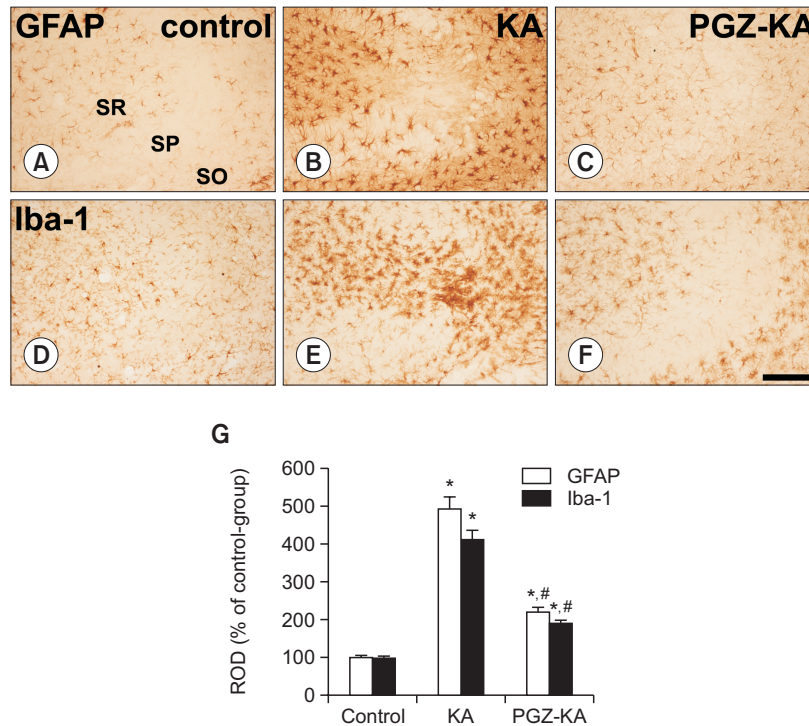 GFAP control KA PGZ-KA
SR
SP
SO
A B C
Iba-1
D E F
G
ROD (% of control-group)
600
500
400
300
200
100
0
GFAP
Iba-1
* * *,# *,#
Control KA PGZ-KA